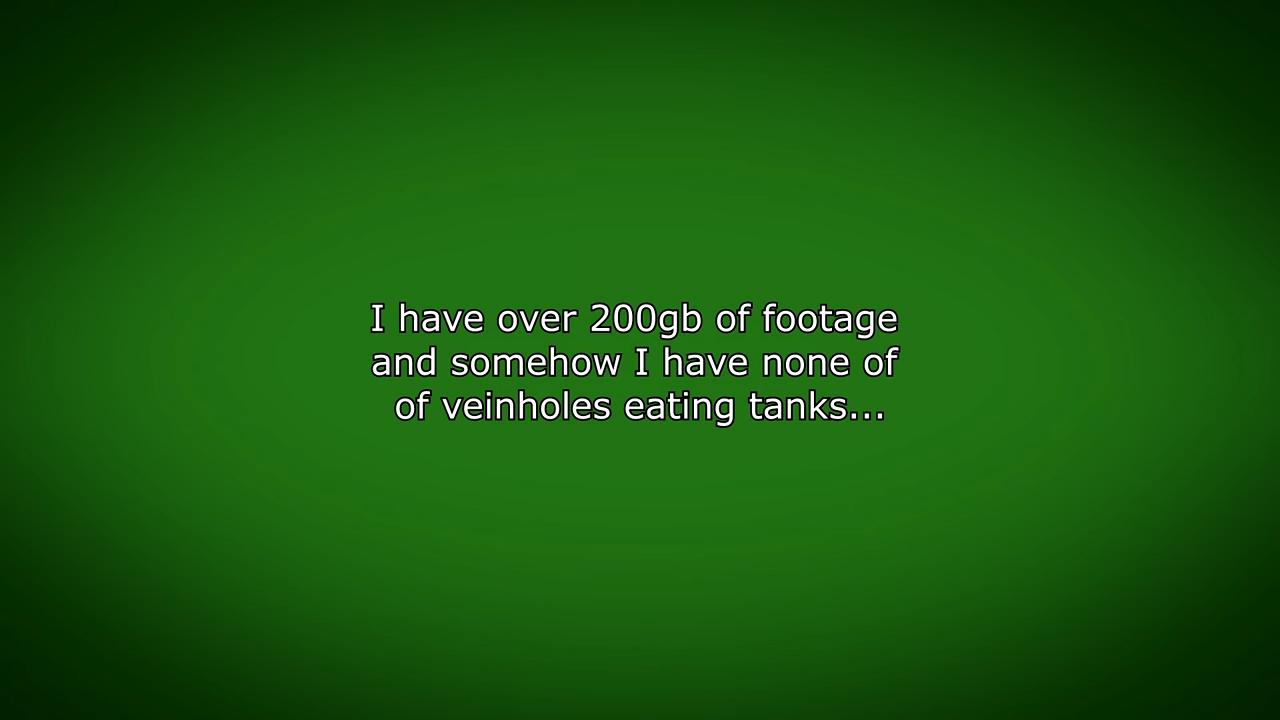 I have over 200gb of footage
and somehow I have none of
of veinholes eating tanks...